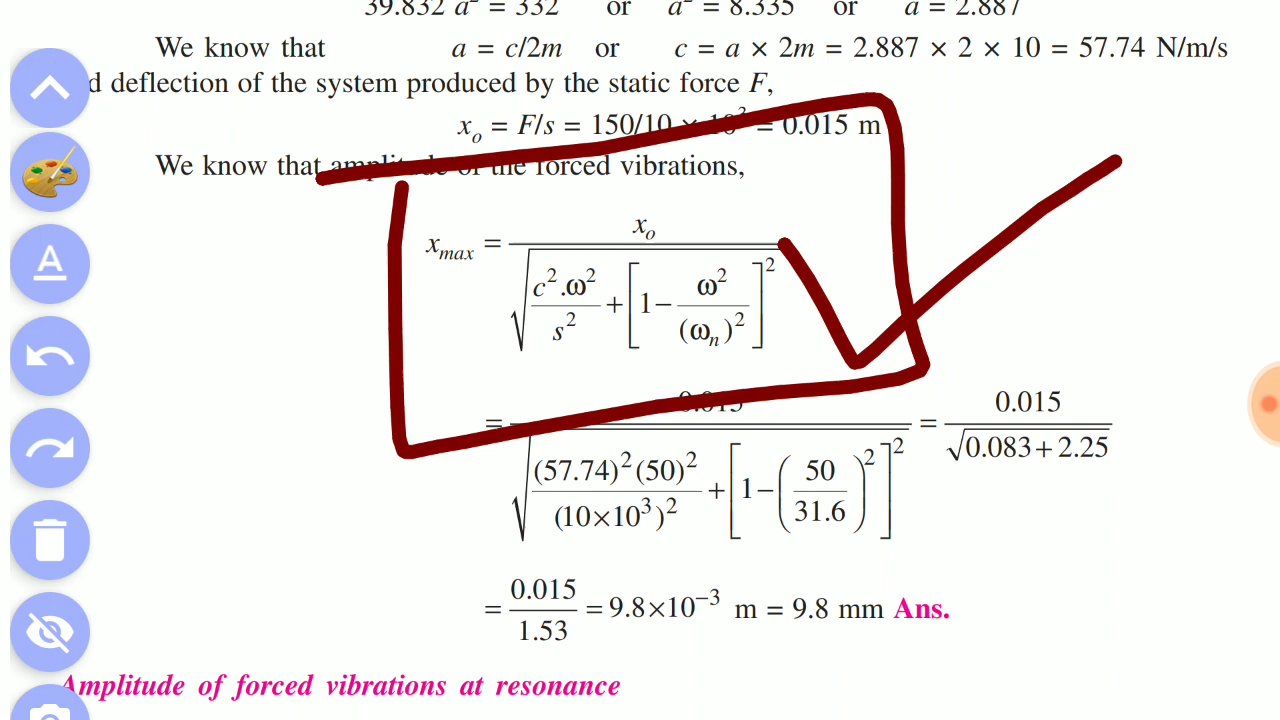 39.832 a² = 332 or a² = 8.335 or a = 2.887
We know that a = c/2m or c = a × 2m = 2.887 × 2 × 10 = 57.74 N/m/s
d deflection of the system produced by the static force F,
xₒ = F/s = 150/10 × 10³ = 0.015 m
We know that amplitude of the forced vibrations,
x_max = xₒ / √(c².ω²/s² + [1 − ω²/(ωₙ)²]²)
= 0.015 / √((57.74)²(50)²/(10×10³)² + [1 − (50/31.6)²]²) = 0.015 / √(0.083 + 2.25)
= 0.015/1.53 = 9.8×10⁻³ m = 9.8 mm Ans.
Amplitude of forced vibrations at resonance
A